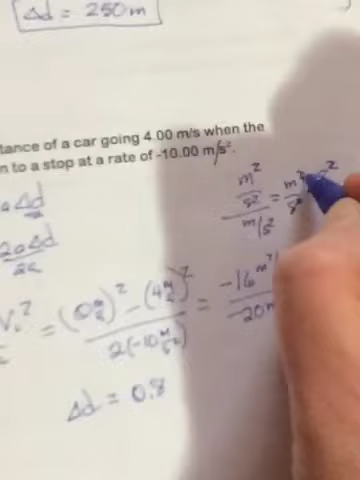 Δd = 250m
tance of a car going 4.00 m/s when the
n to a stop at a rate of -10.00 m/s².
Δd
2aΔd
2a
m²/s² / m/s² = m²/s²
V₀² = (0 m/s)² - (4 m/s)² / 2(-10 m/s²) = -16 m²/ / -20 m
Δd = 0.8